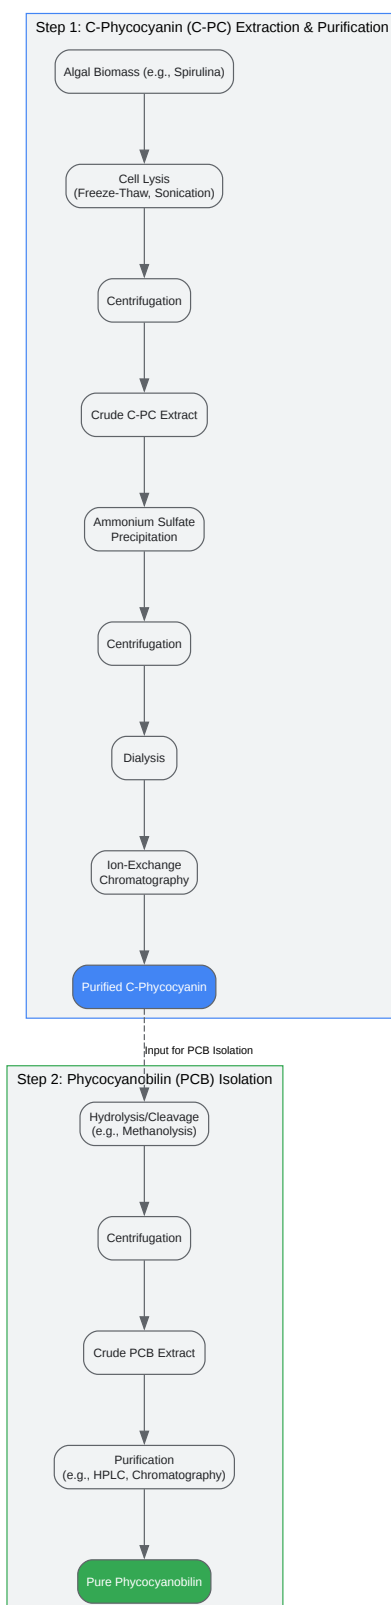 Step 1: C-Phycocyanin (C-PC) Extraction & Purification
Algal Biomass (e.g., Spirulina)
Cell Lysis
(Freeze-Thaw, Sonication)
Centrifugation
Crude C-PC Extract
Ammonium Sulfate
Precipitation
Centrifugation
Dialysis
Ion-Exchange
Chromatography
Purified C-Phycocyanin
Input for PCB Isolation
Step 2: Phycocyanobilin (PCB) Isolation
Hydrolysis/Cleavage
(e.g., Methanolysis)
Centrifugation
Crude PCB Extract
Purification
(e.g., HPLC, Chromatography)
Pure Phycocyanobilin